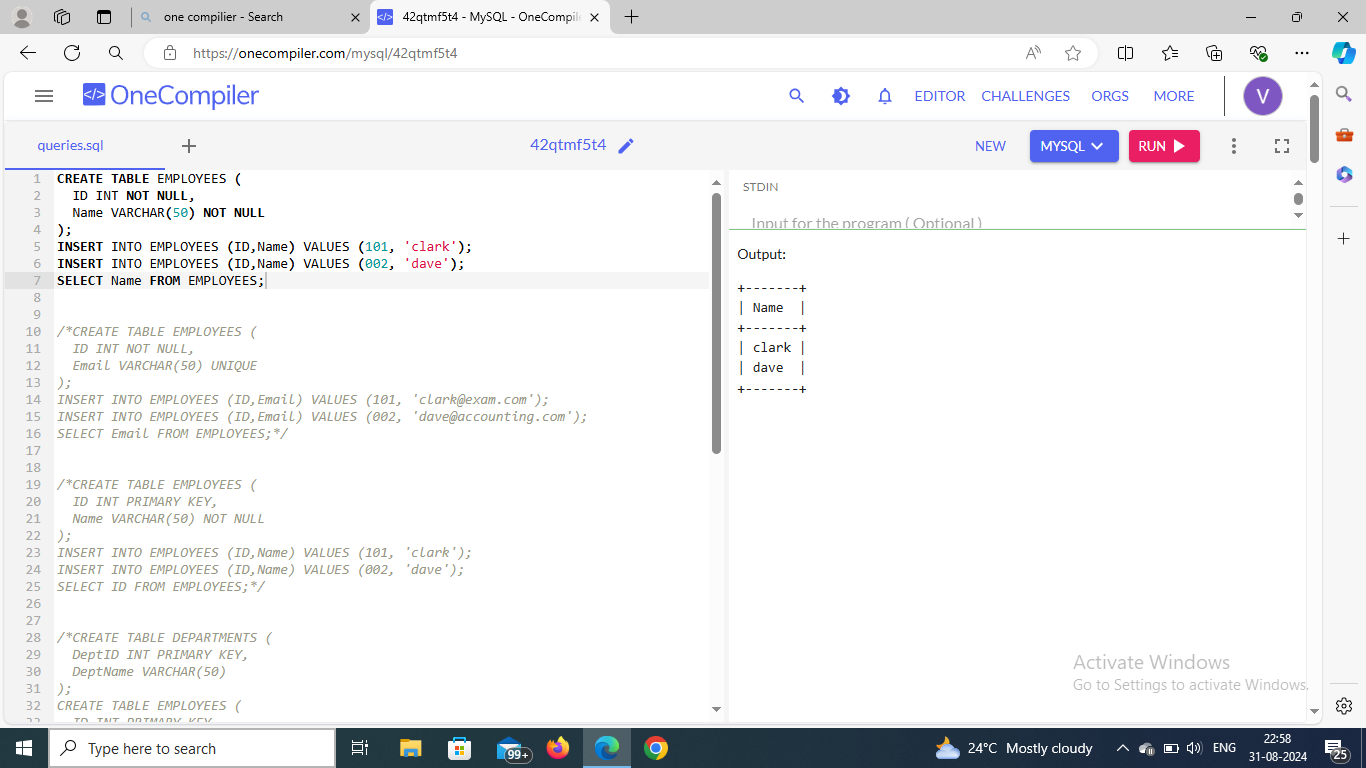 one compilier - Search
42qtmf5t4 - MySQL - OneCompil
https://onecompiler.com/mysql/42qtmf5t4
</> OneCompiler
EDITOR CHALLENGES ORGS MORE
V
queries.sql
42qtmf5t4
NEW
MYSQL
RUN
1 CREATE TABLE EMPLOYEES (
2 ID INT NOT NULL,
3 Name VARCHAR(50) NOT NULL
4 );
5 INSERT INTO EMPLOYEES (ID,Name) VALUES (101, 'clark');
6 INSERT INTO EMPLOYEES (ID,Name) VALUES (002, 'dave');
7 SELECT Name FROM EMPLOYEES;
8
9
10 /*CREATE TABLE EMPLOYEES (
11 ID INT NOT NULL,
12 Email VARCHAR(50) UNIQUE
13 );
14 INSERT INTO EMPLOYEES (ID,Email) VALUES (101, 'clark@exam.com');
15 INSERT INTO EMPLOYEES (ID,Email) VALUES (002, 'dave@accounting.com');
16 SELECT Email FROM EMPLOYEES;*/
17
18
19 /*CREATE TABLE EMPLOYEES (
20 ID INT PRIMARY KEY,
21 Name VARCHAR(50) NOT NULL
22 );
23 INSERT INTO EMPLOYEES (ID,Name) VALUES (101, 'clark');
24 INSERT INTO EMPLOYEES (ID,Name) VALUES (002, 'dave');
25 SELECT ID FROM EMPLOYEES;*/
26
27
28 /*CREATE TABLE DEPARTMENTS (
29 DeptID INT PRIMARY KEY,
30 DeptName VARCHAR(50)
31 );
32 CREATE TABLE EMPLOYEES (
33 ID INT PRIMARY KEY
STDIN
Input for the program ( Optional )
Output:
+-------+
| Name  |
+-------+
| clark |
| dave  |
+-------+
Activate Windows
Go to Settings to activate Windows.
Type here to search
99+
24°C Mostly cloudy
ENG
22:58
31-08-2024
25